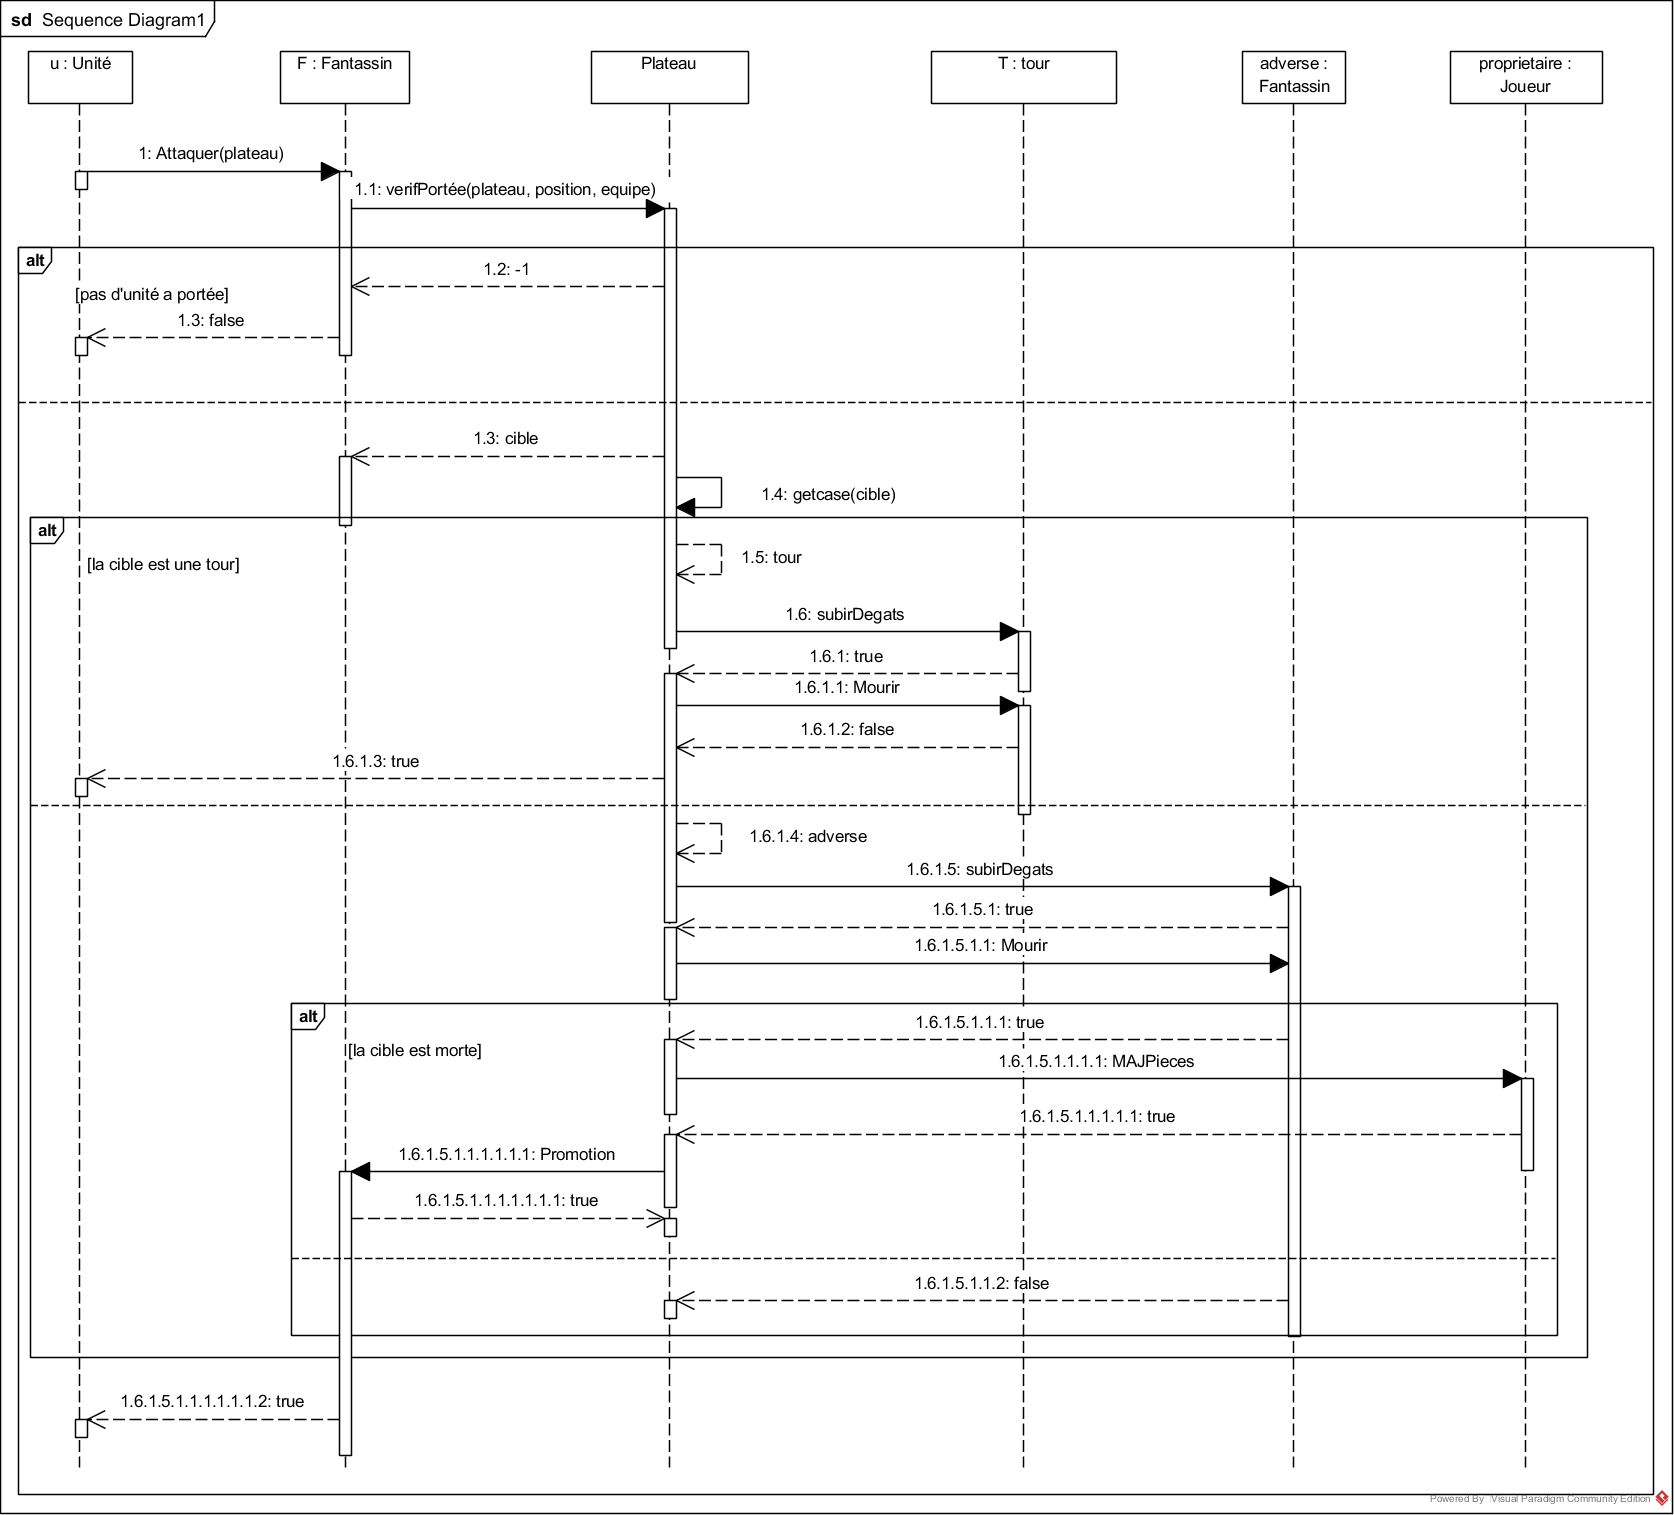 sd Sequence Diagram1
u : Unité
F : Fantassin
Plateau
T : tour
adverse :
Fantassin
proprietaire :
Joueur
1: Attaquer(plateau)
1.1: verifPortée(plateau, position, equipe)
alt
1.2: -1
[pas d'unité a portée]
1.3: false
1.3: cible
1.4: getcase(cible)
alt
1.5: tour
[la cible est une tour]
1.6: subirDegats
1.6.1: true
1.6.1.1: Mourir
1.6.1.2: false
1.6.1.3: true
1.6.1.4: adverse
1.6.1.5: subirDegats
1.6.1.5.1: true
1.6.1.5.1.1: Mourir
alt
1.6.1.5.1.1.1: true
[la cible est morte]
1.6.1.5.1.1.1.1: MAJPieces
1.6.1.5.1.1.1.1.1: true
1.6.1.5.1.1.1.1.1.1: Promotion
1.6.1.5.1.1.1.1.1.1.1: true
1.6.1.5.1.1.2: false
1.6.1.5.1.1.1.1.1.1.2: true
Powered By Visual Paradigm Community Edition